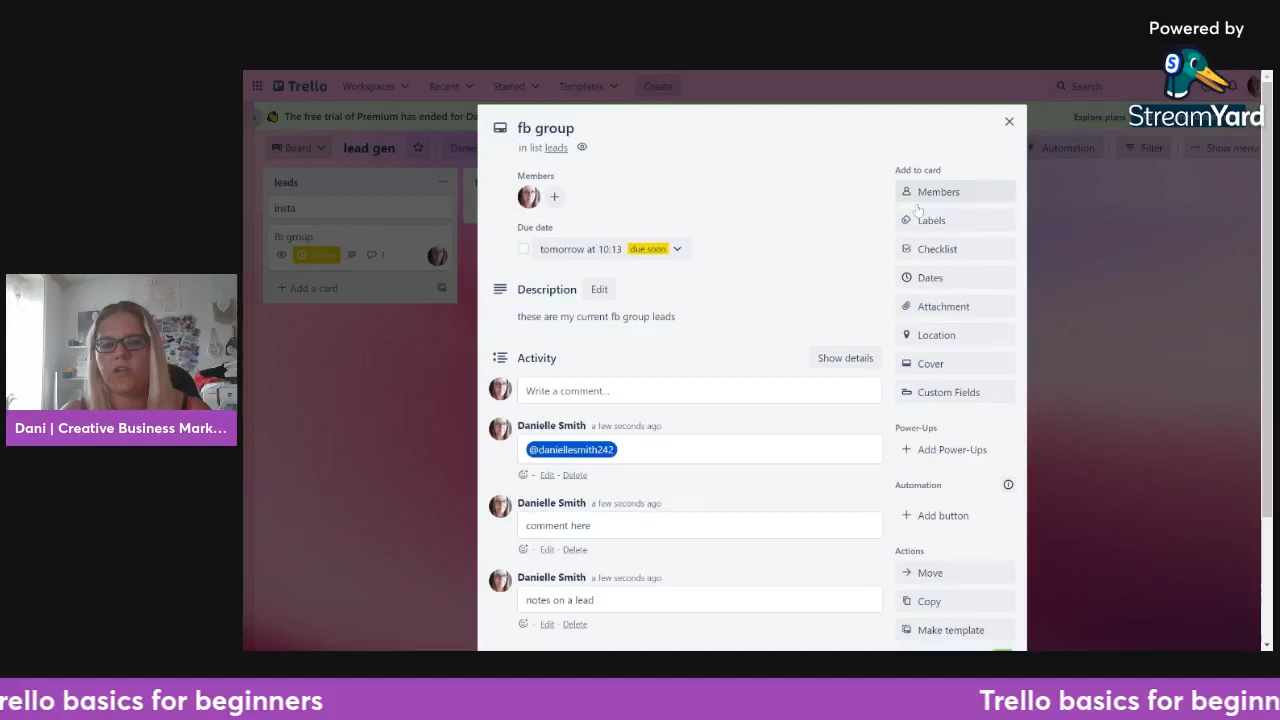 Powered by
StreamYard
Trello
Workspaces
Recent
Starred
Templates
Create
Search
The free trial of Premium has ended for Da
Explore plans
Board
lead gen
Automation
Filter
Show menu
leads
insta
fb group
3
Add a card
fb group
in list leads
Members
Due date
tomorrow at 10:13 due soon
Description Edit
these are my current fb group leads
Activity
Show details
Write a comment...
Danielle Smith a few seconds ago
@daniellesmith242
- Edit - Delete
Danielle Smith a few seconds ago
comment here
- Edit - Delete
Danielle Smith a few seconds ago
notes on a lead
- Edit - Delete
Add to card
Members
Labels
Checklist
Dates
Attachment
Location
Cover
Custom Fields
Power-Ups
+ Add Power-Ups
Automation
+ Add button
Actions
Move
Copy
Make template
Dani | Creative Business Mark...
rello basics for beginners
Trello basics for beginn